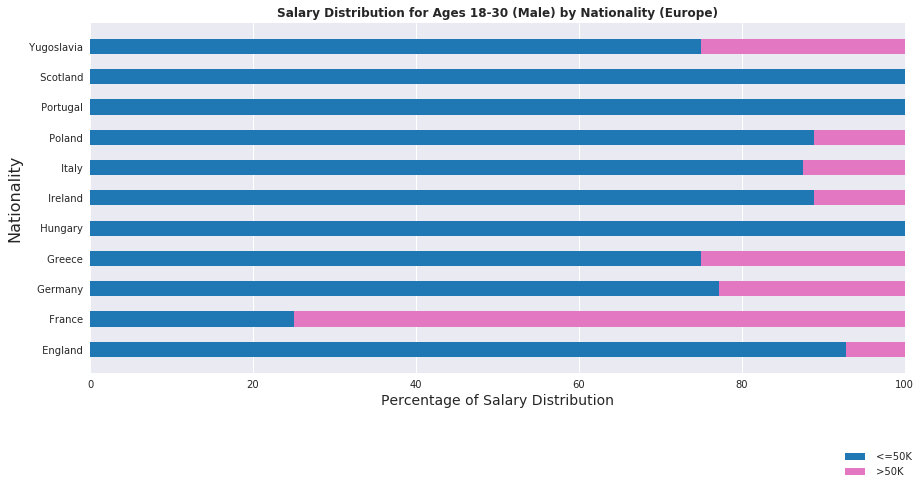 Salary Distribution for Ages 18-30 (Male) by Nationality (Europe)
Nationality
Yugoslavia
Scotland
Portugal
Poland
Italy
Ireland
Hungary
Greece
Germany
France
England
0 20 40 60 80 100
Percentage of Salary Distribution
<=50K
>50K